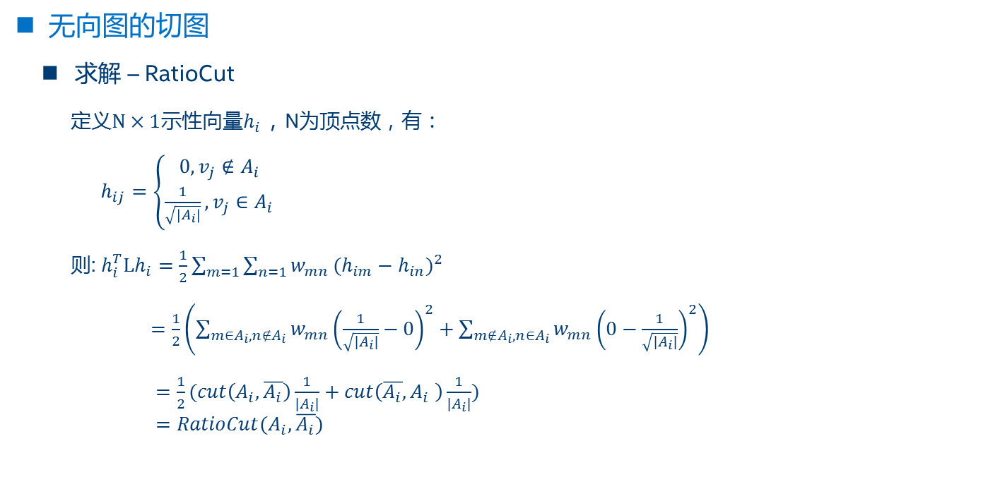 无向图的切图
求解 – RatioCut
定义N × 1示性向量$h_i$，N为顶点数，有：
$h_{ij} = \begin{cases} 0, v_j \notin A_i \\ \frac{1}{\sqrt{|A_i|}}, v_j \in A_i \end{cases}$
则: $h_i^T \mathrm{L} h_i = \frac{1}{2} \sum_{m=1} \sum_{n=1} w_{mn} (h_{im} - h_{in})^2$
$= \frac{1}{2} \left( \sum_{m \in A_i, n \notin A_i} w_{mn} \left( \frac{1}{\sqrt{|A_i|}} - 0 \right)^2 + \sum_{m \notin A_i, n \in A_i} w_{mn} \left( 0 - \frac{1}{\sqrt{|A_i|}} \right)^2 \right)$
$= \frac{1}{2} (cut(A_i, \overline{A_i}) \frac{1}{|A_i|} + cut(\overline{A_i}, A_i) \frac{1}{|A_i|})$
$= RatioCut(A_i, \overline{A_i})$